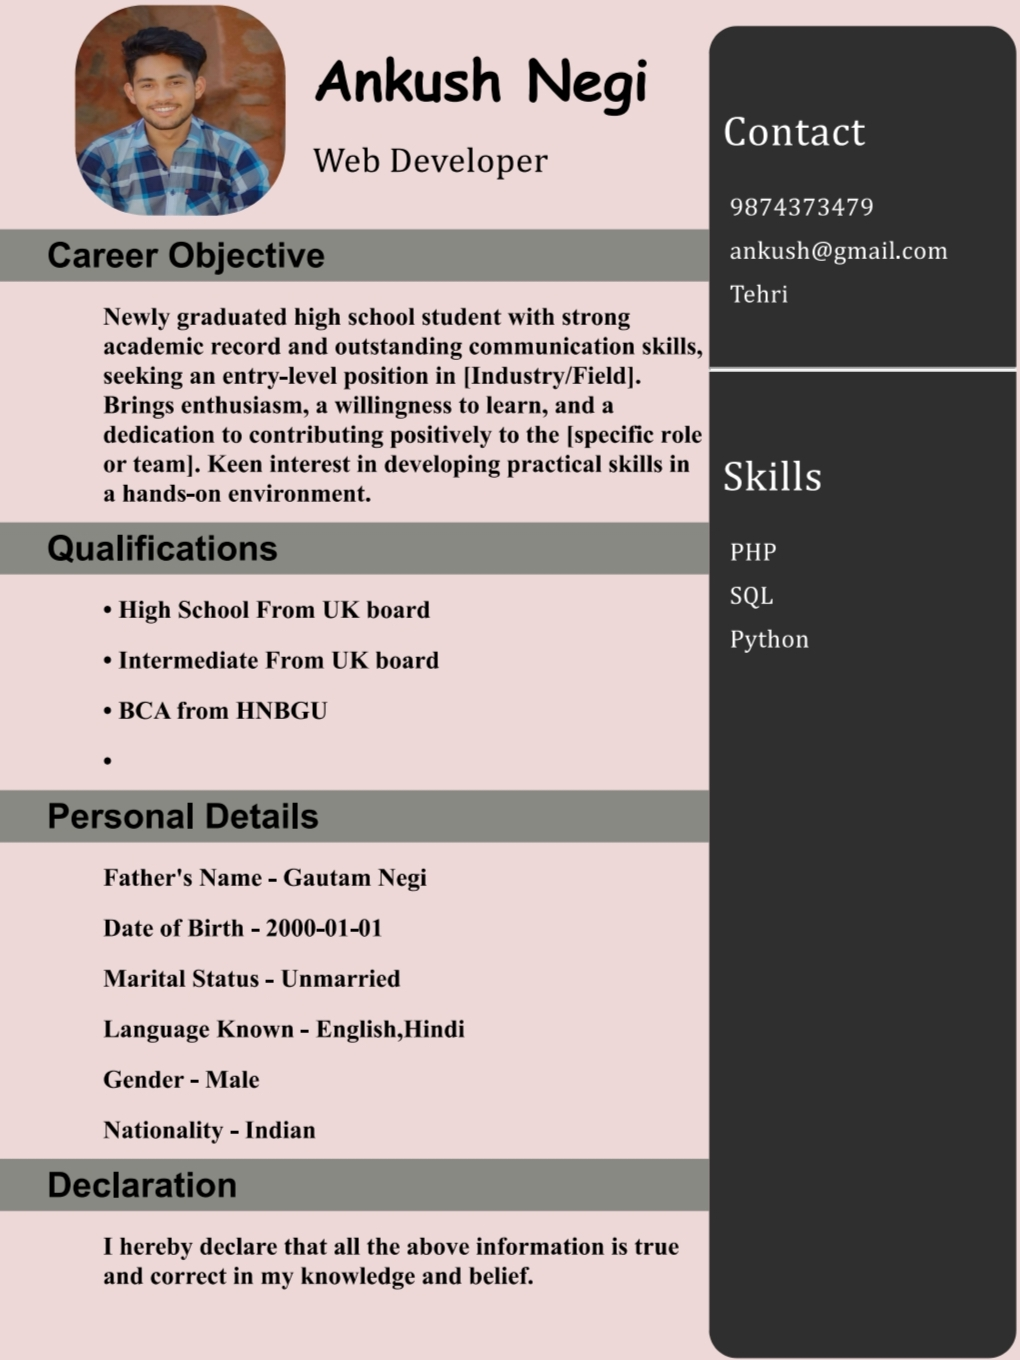 Ankush Negi
Web Developer
Career Objective
Newly graduated high school student with strong
academic record and outstanding communication skills,
seeking an entry-level position in [Industry/Field].
Brings enthusiasm, a willingness to learn, and a
dedication to contributing positively to the [specific role
or team]. Keen interest in developing practical skills in
a hands-on environment.
Qualifications
• High School From UK board
• Intermediate From UK board
• BCA from HNBGU
•
Personal Details
Father's Name - Gautam Negi
Date of Birth - 2000-01-01
Marital Status - Unmarried
Language Known - English,Hindi
Gender - Male
Nationality - Indian
Declaration
I hereby declare that all the above information is true
and correct in my knowledge and belief.
Contact
9874373479
ankush@gmail.com
Tehri
Skills
PHP
SQL
Python